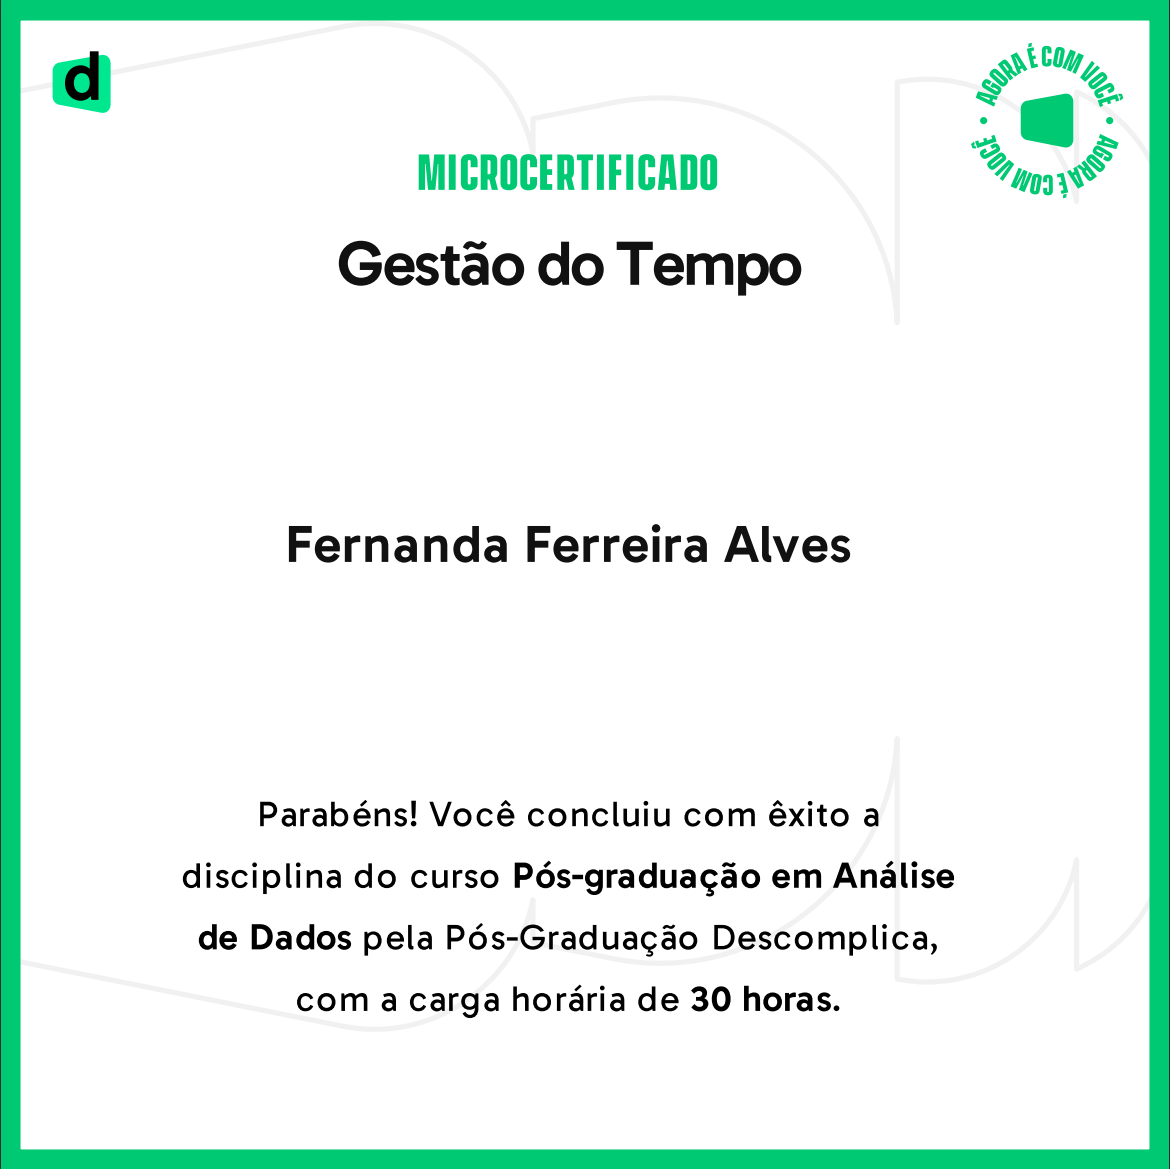 d
AGORA É COM VOCÊ • AGORA É COM VOCÊ •
MICROCERTIFICADO
Gestão do Tempo
Fernanda Ferreira Alves
Parabéns! Você concluiu com êxito a
disciplina do curso Pós-graduação em Análise
de Dados pela Pós-Graduação Descomplica,
com a carga horária de 30 horas.